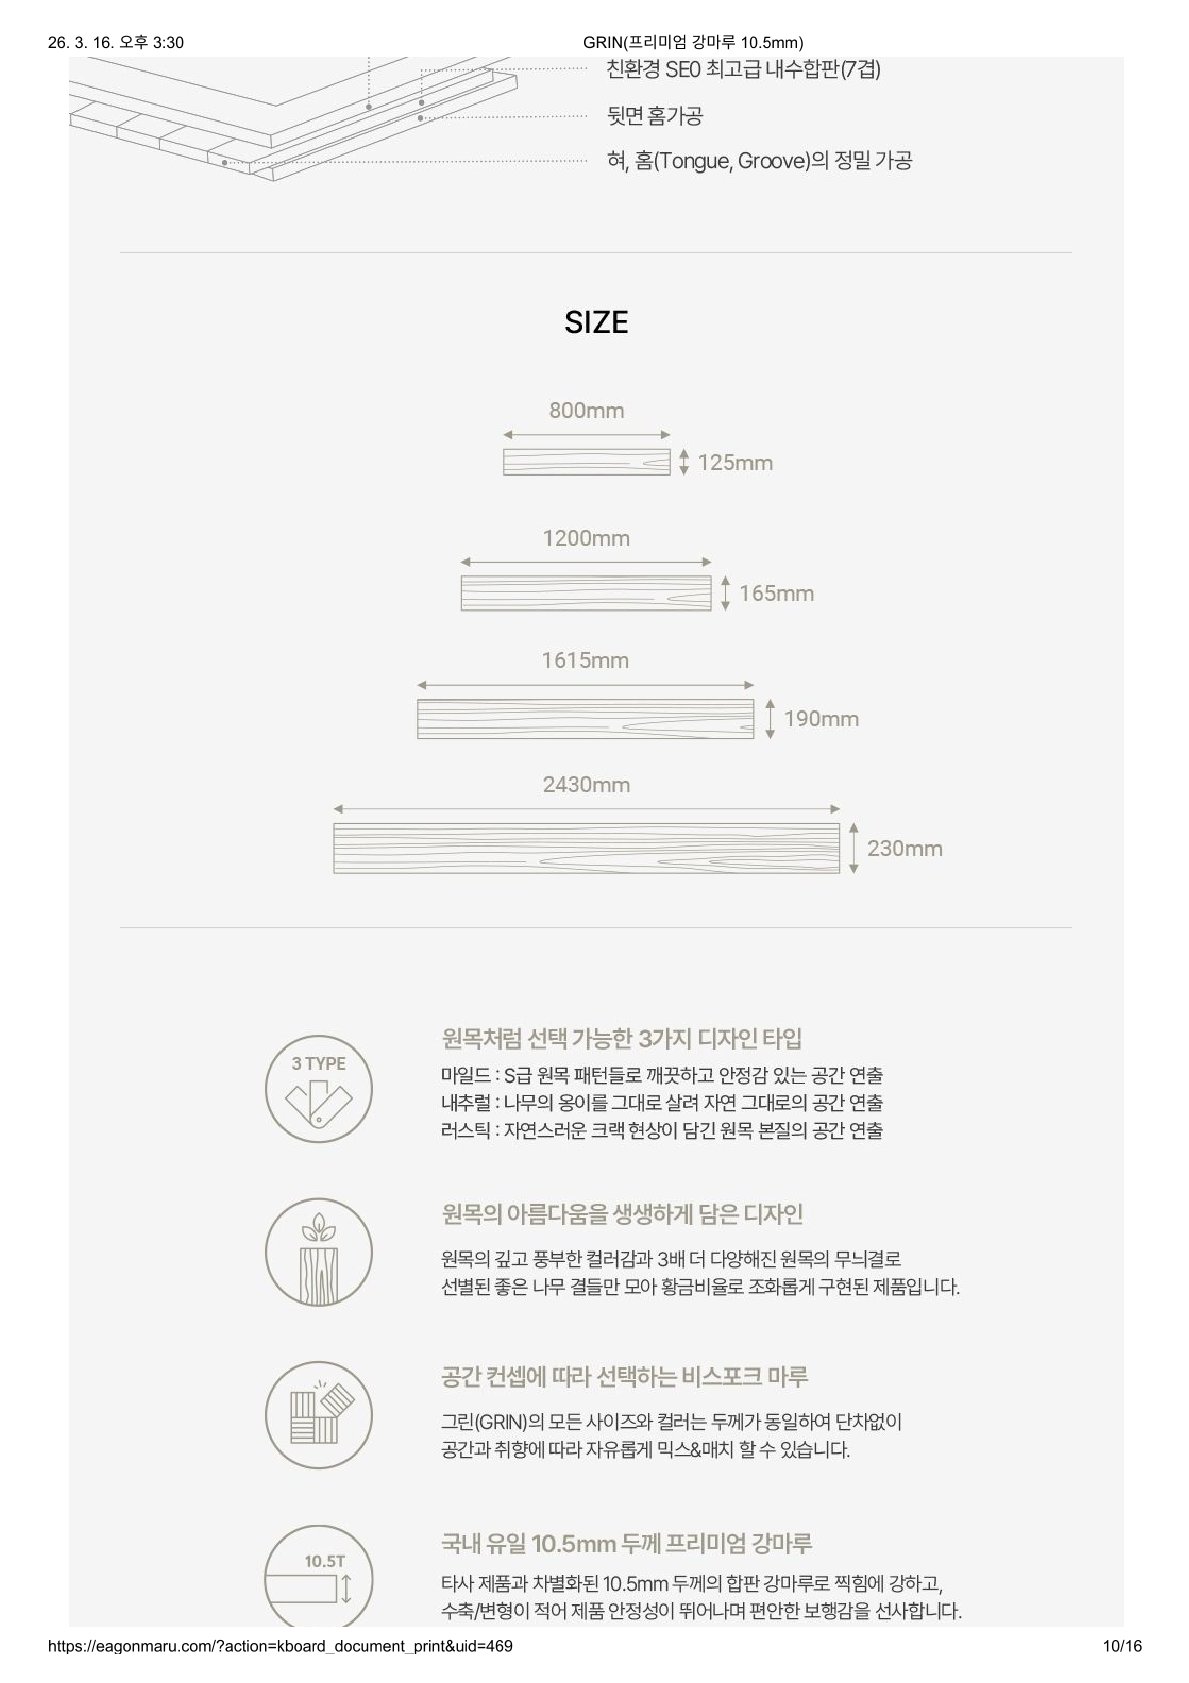 26. 3. 16. 오후 3:30
GRIN(프리미엄 강마루 10.5mm)
친환경 SE0 최고급 내수합판(7겹)
뒷면 홈가공
혀, 홈(Tongue, Groove)의 정밀 가공
SIZE
800mm
125mm
1200mm
165mm
1615mm
190mm
2430mm
230mm
3 TYPE
원목처럼 선택 가능한 3가지 디자인 타입
마일드 : S급 원목 패턴들로 깨끗하고 안정감 있는 공간 연출
내추럴 : 나무의 옹이를 그대로 살려 자연 그대로의 공간 연출
러스틱 : 자연스러운 크랙 현상이 담긴 원목 본질의 공간 연출
원목의 아름다움을 생생하게 담은 디자인
원목의 깊고 풍부한 컬러감과 3배 더 다양해진 원목의 무늬결로
선별된 좋은 나무 결들만 모아 황금비율로 조화롭게 구현된 제품입니다.
공간 컨셉에 따라 선택하는 비스포크 마루
그린(GRIN)의 모든 사이즈와 컬러는 두께가 동일하여 단차없이
공간과 취향에 따라 자유롭게 믹스&매치 할 수 있습니다.
10.5T
국내 유일 10.5mm 두께 프리미엄 강마루
타사 제품과 차별화된 10.5mm 두께의 합판 강마루로 찍힘에 강하고,
수축/변형이 적어 제품 안정성이 뛰어나며 편안한 보행감을 선사합니다.
https://eagonmaru.com/?action=kboard_document_print&uid=469
10/16